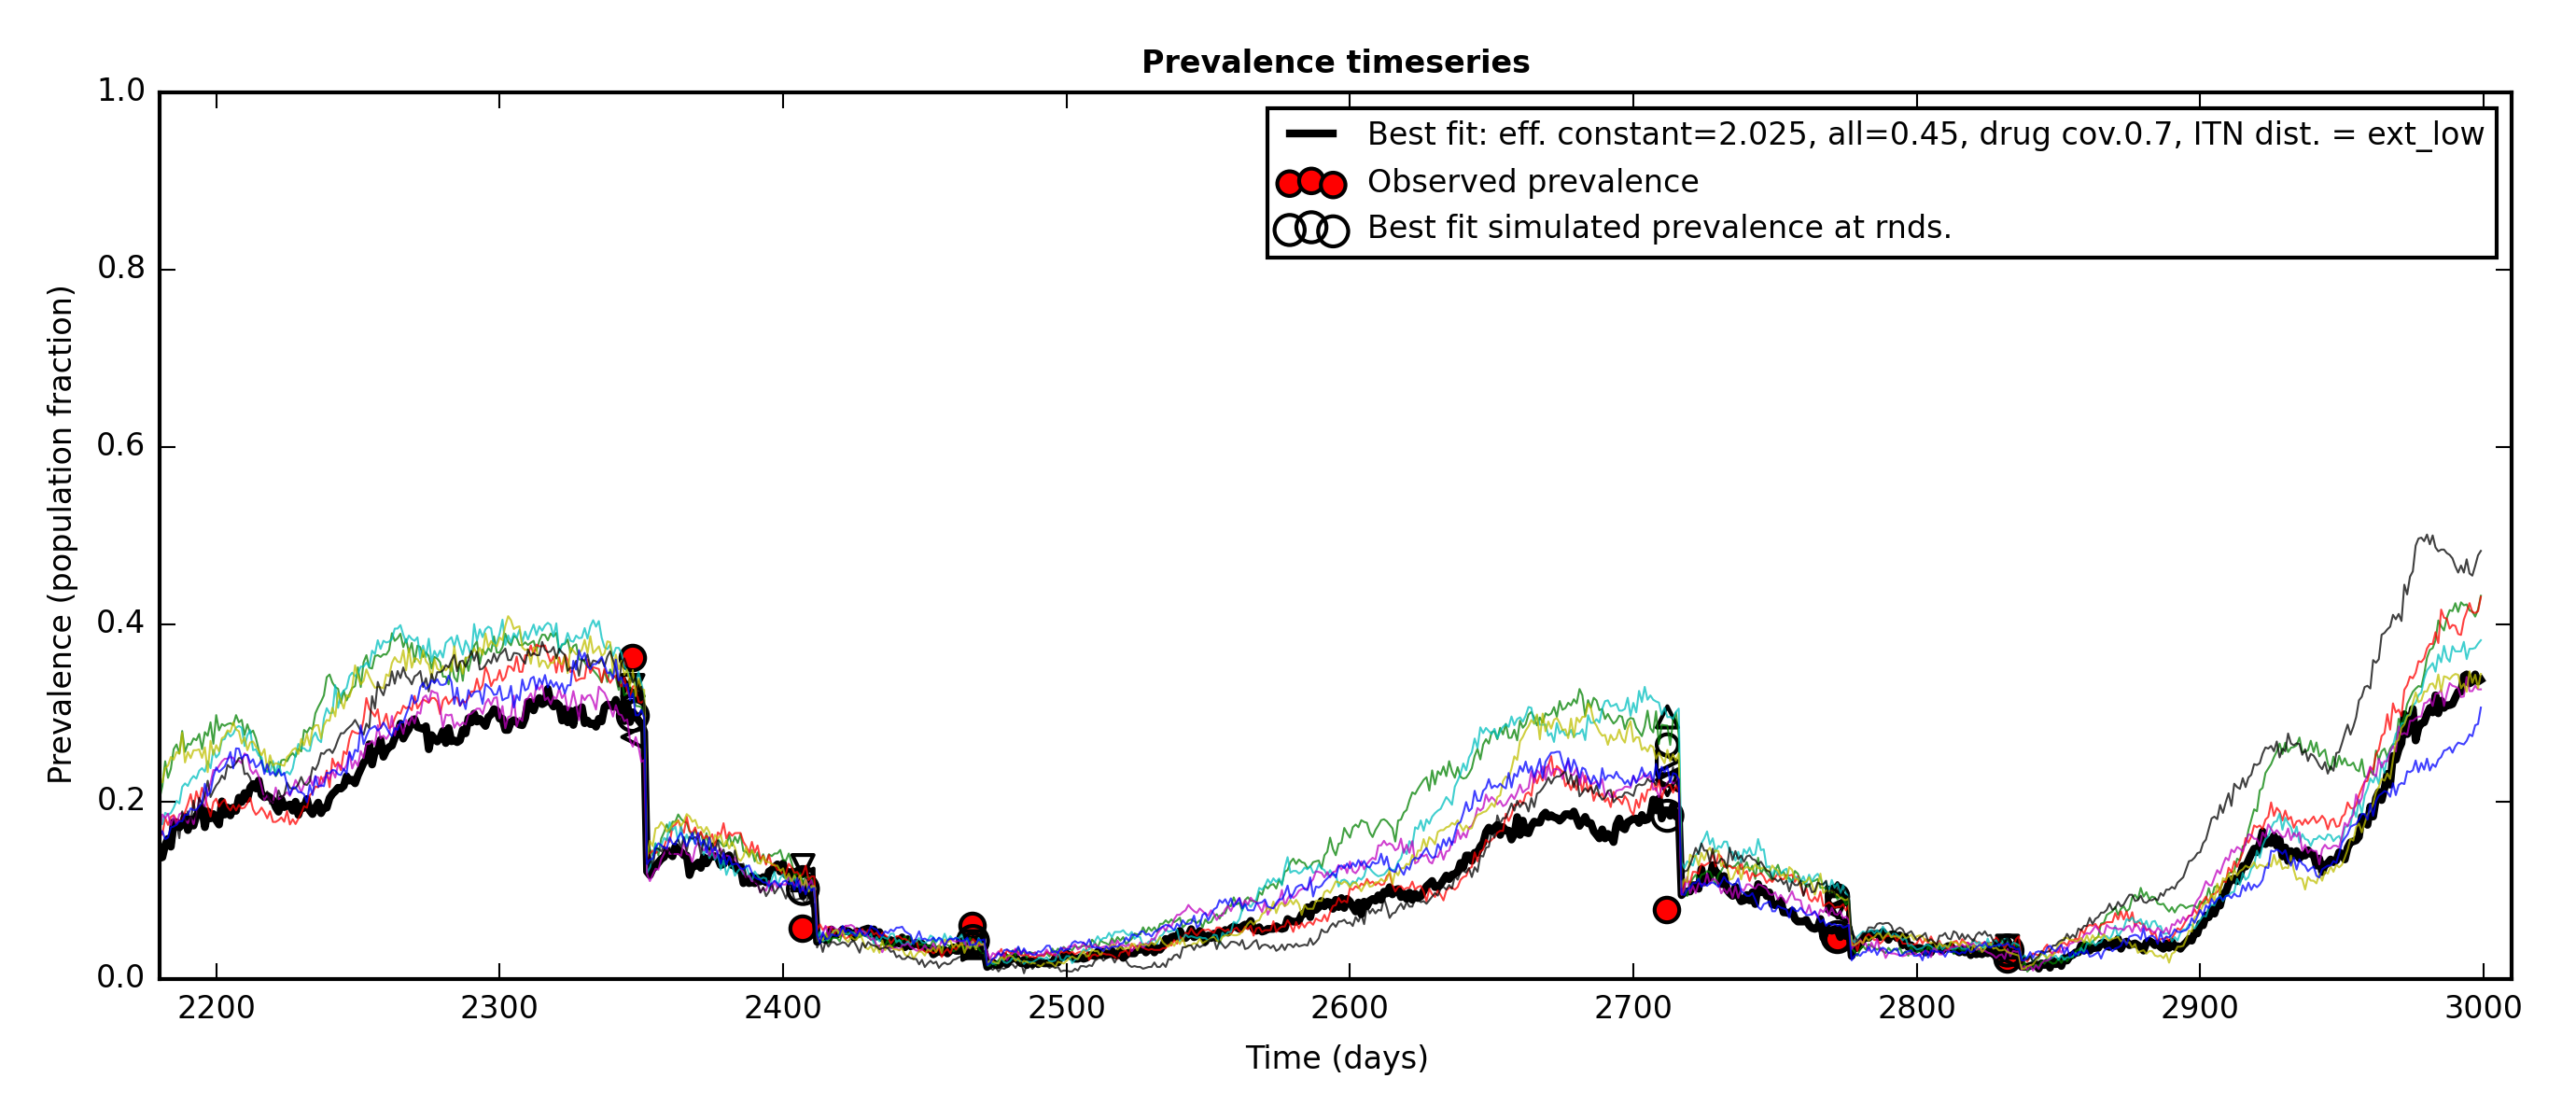 Prevalence timeseries
1.0
0.8
0.6
0.4
0.2
0.0
Prevalence (population fraction)
Best fit: eff. constant=2.025, all=0.45, drug cov.0.7, ITN dist. = ext_low
Observed prevalence
Best fit simulated prevalence at rnds.
2200 2300 2400 2500 2600 2700 2800 2900 3000
Time (days)